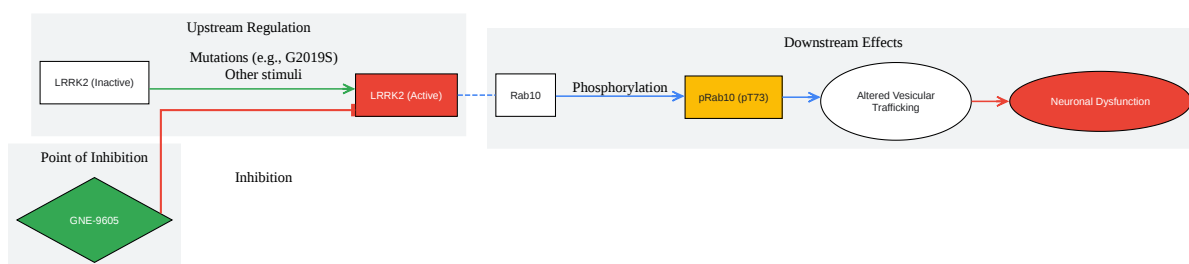 Upstream Regulation
Mutations (e.g., G2019S)
Other stimuli
LRRK2 (Inactive)
LRRK2 (Active)
Downstream Effects
Rab10
Phosphorylation
pRab10 (pT73)
Altered Vesicular
Trafficking
Neuronal Dysfunction
Point of Inhibition
Inhibition
GNE-9605